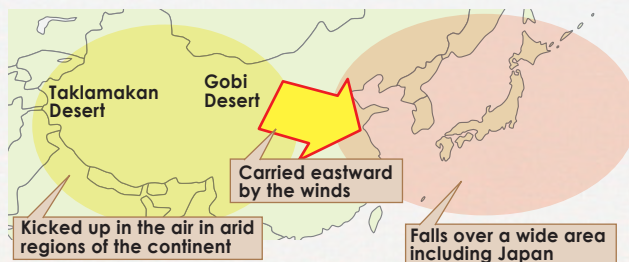 Taklamakan
Desert
Gobi
Desert
Carried eastward
by the winds
Kicked up in the air in arid
regions of the continent
Falls over a wide area
including Japan